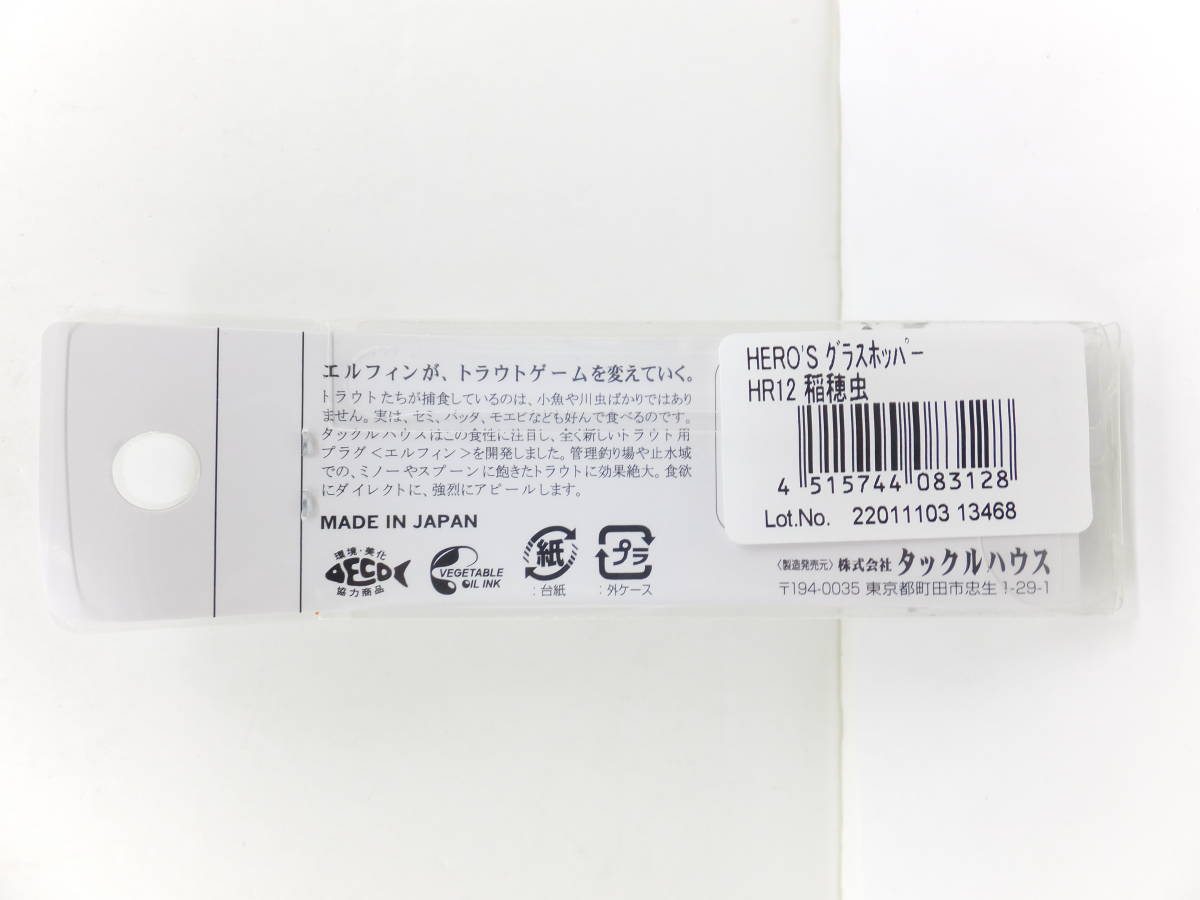 エルフィンが、トラウトゲームを変えていく。
トラウトたちが捕食しているのは、小魚や川虫ばかりではあり
ません。実は、セミ、バッタ、モエビなども好んで食べるのです。
タックルハウスはこの食性に注目し、全く新しいトラウト用
プラグ＜エルフィン＞を開発しました。管理釣り場や止水域
での、ミノーやスプーンに飽きたトラウトに効果絶大。食欲
にダイレクトに、強烈にアピールします。
MADE IN JAPAN
環境・美化
ECO
協力商品
VEGETABLE
OIL INK
紙
：台紙
プラ
：外ケース
HERO'S グラスホッパー
HR12 稲穂虫
4 515744 083128
Lot.No. 22011103 13468
〈製造発売元〉株式会社 タックルハウス
〒194-0035 東京都町田市忠生 1-29-1